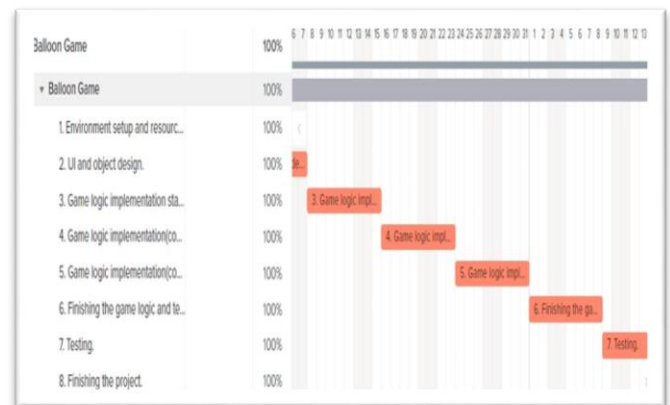 Balloon Game 100% 6 7 8 9 10 11 12 13 14 15 16 17 18 19 20 21 22 23 24 25 26 27 28 29 30 31 1 2 3 4 5 6 7 8 9 10 11 12 13
Balloon Game 100%
1. Environment setup and resourc... 100%
2. UI and object design. 100% de...
3. Game logic implementation sta... 100% 3. Game logic impl...
4. Game logic implementation(co... 100% 4. Game logic impl...
5. Game logic implementation(co... 100% 5. Game logic impl...
6. Finishing the game logic and te... 100% 6. Finishing the ga...
7. Testing. 100% 7. Testing.
8. Finishing the project. 100%